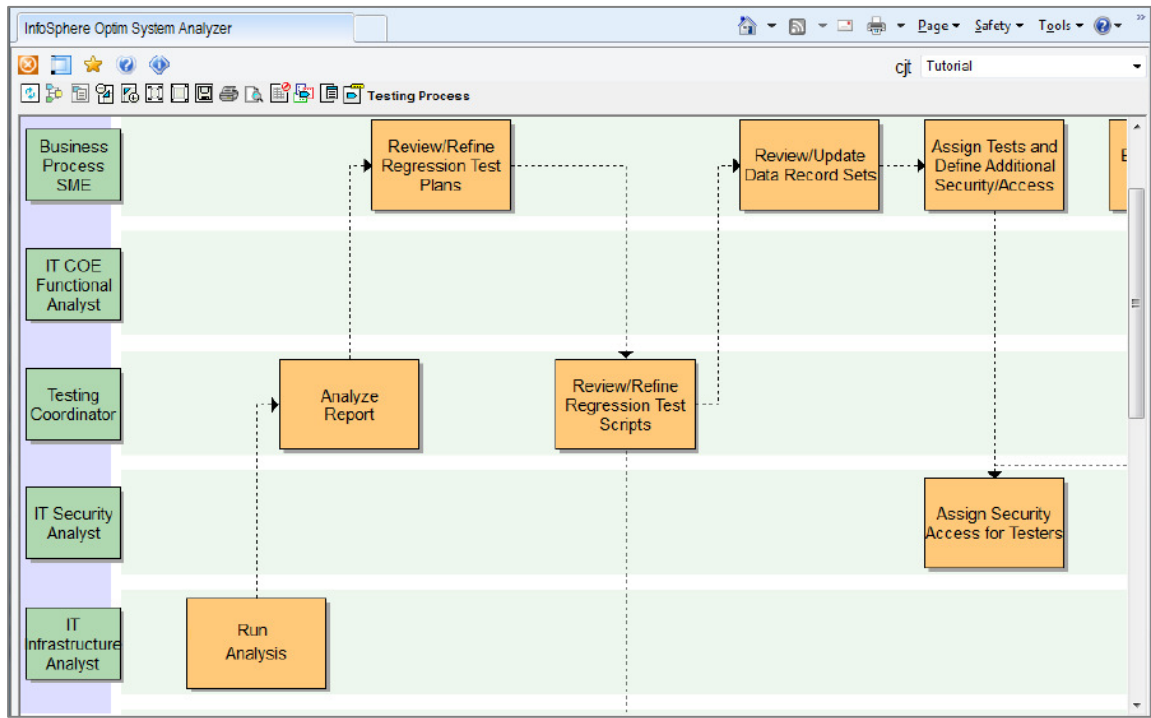 InfoSphere Optim System Analyzer
Page
Safety
Tools
cjt
Tutorial
Testing Process
Business
Process
SME
Review/Refine
Regression Test
Plans
Review/Update
Data Record Sets
Assign Tests and
Define Additional
Security/Access
IT COE
Functional
Analyst
Testing
Coordinator
Analyze
Report
Review/Refine
Regression Test
Scripts
IT Security
Analyst
Assign Security
Access for Testers
IT
Infrastructure
Analyst
Run
Analysis